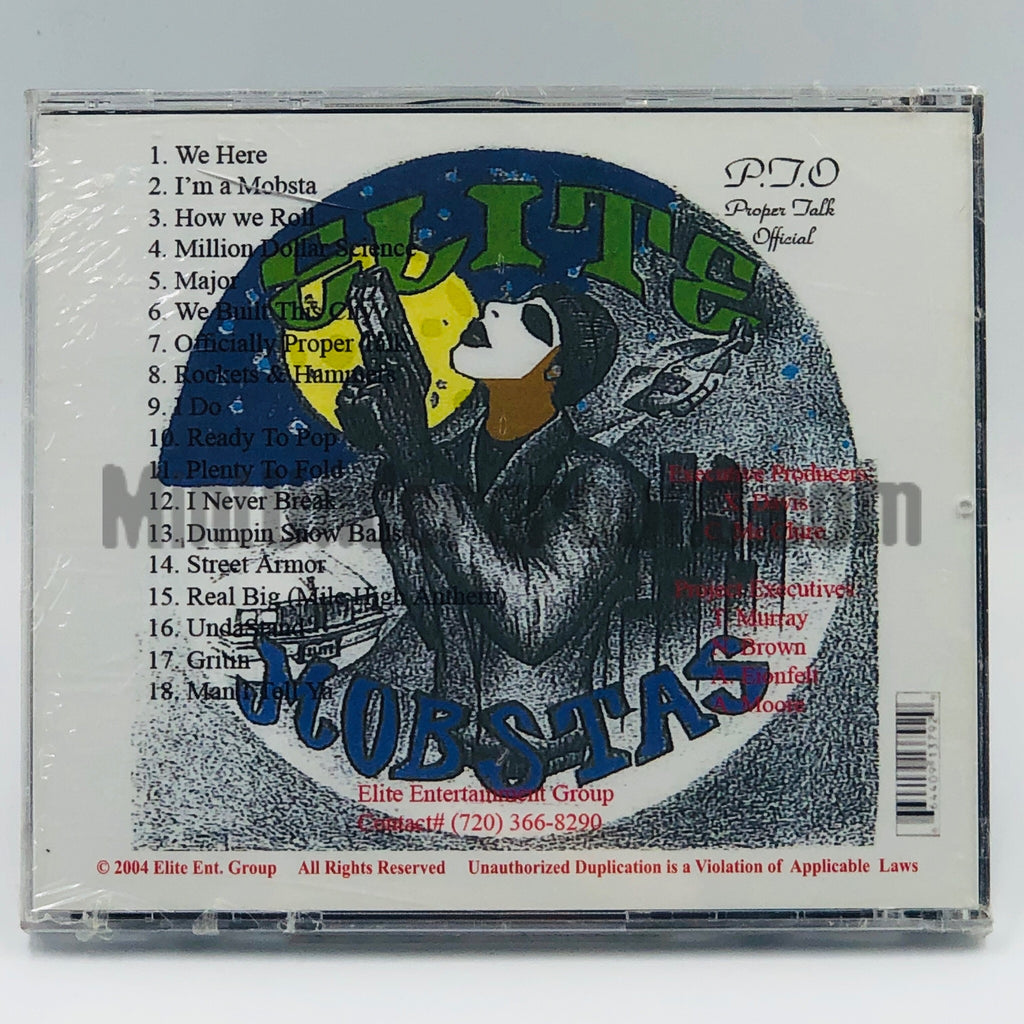 1. We Here
2. I'm a Mobsta
3. How we Roll
4. Million Dollar Science
5. Major
6. We Built This City
7. Officially Proper Talk
8. Rockets & Hammers
9. I Do
10. Ready To Pop
11. Plenty To Fold
12. I Never Break
13. Dumpin Snow Balls
14. Street Armor
15. Real Big (Mile High Anthem)
16. UndaStand
17. Gritin
18. Man I Tell Ya
ELITE
MOBSTAS
P.T.O
Proper Talk
Official
Executive Producers
Davis
Mc Clure
Project Executives
T. Murray
Brown
A.
A. Moore
Elite Entertainment Group
Contact# (720) 366-8290
© 2004 Elite Ent. Group All Rights Reserved Unauthorized Duplication is a Violation of Applicable Laws